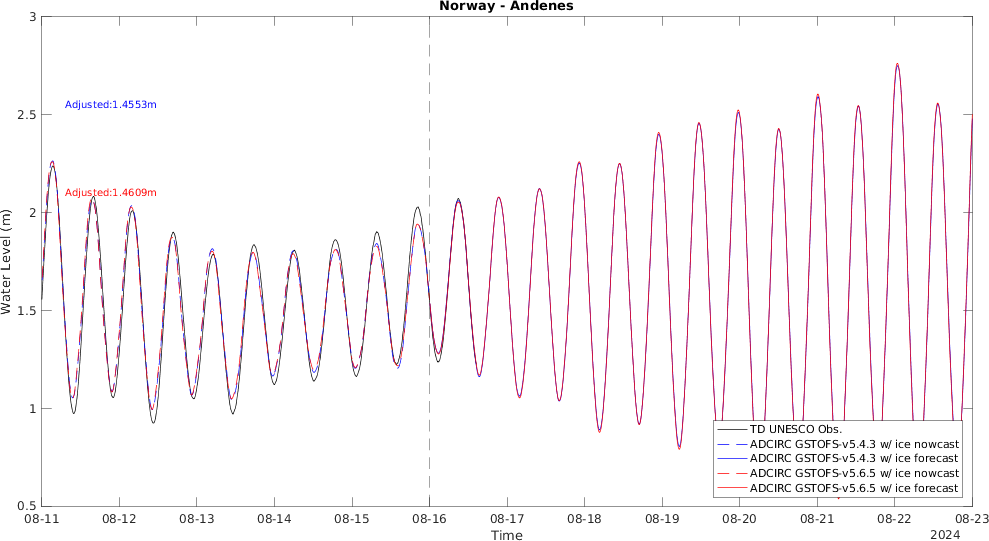 Norway - Andenes
3
2.5
2
1.5
1
0.5
Water Level (m)
Adjusted:1.4553m
Adjusted:1.4609m
TD UNESCO Obs.
ADCIRC GSTOFS-v5.4.3 w/ ice nowcast
ADCIRC GSTOFS-v5.4.3 w/ ice forecast
ADCIRC GSTOFS-v5.6.5 w/ ice nowcast
ADCIRC GSTOFS-v5.6.5 w/ ice forecast
08-11 08-12 08-13 08-14 08-15 08-16 08-17 08-18 08-19 08-20 08-21 08-22 08-23
Time
2024